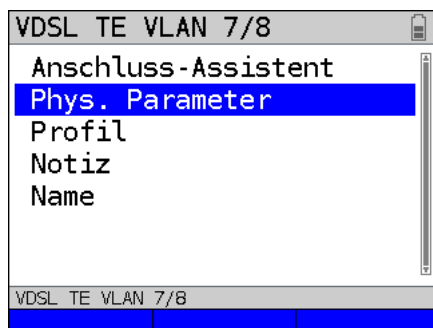 VDSL TE VLAN 7/8
Anschluss-Assistent
Phys. Parameter
Profil
Notiz
Name
VDSL TE VLAN 7/8